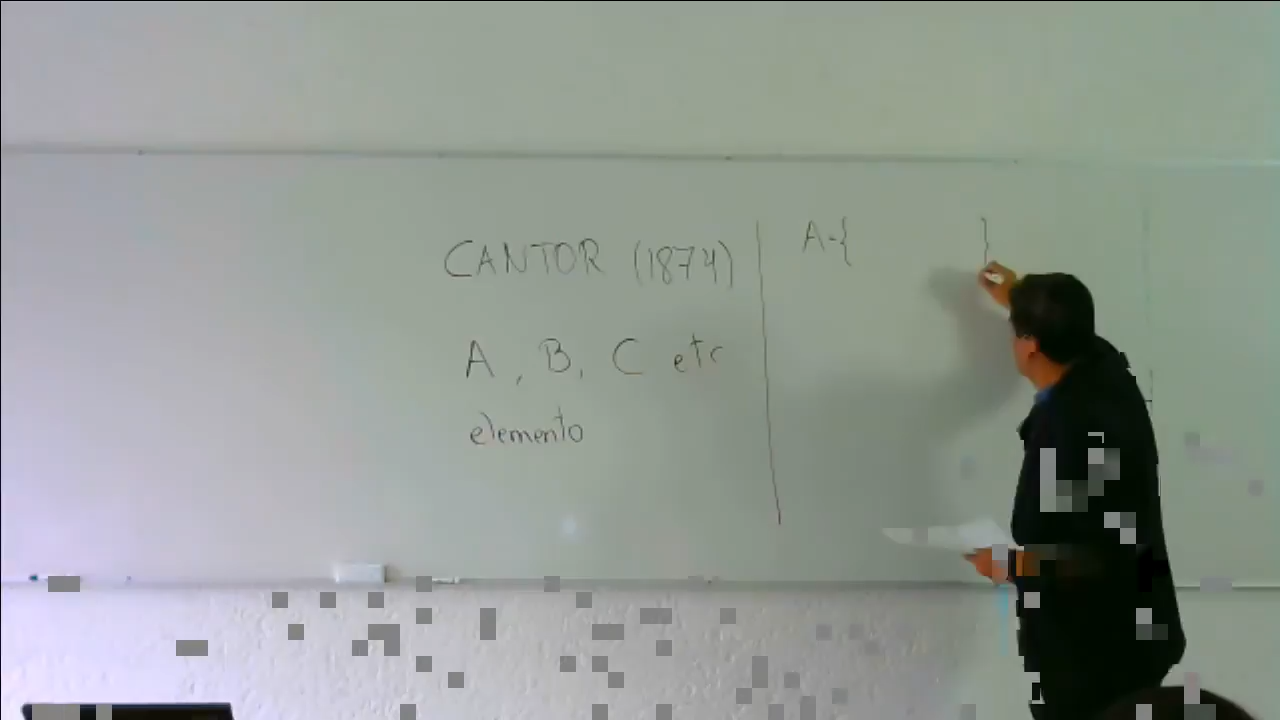 CANTOR (1874)
A, B, C etc
elemento
A={ }